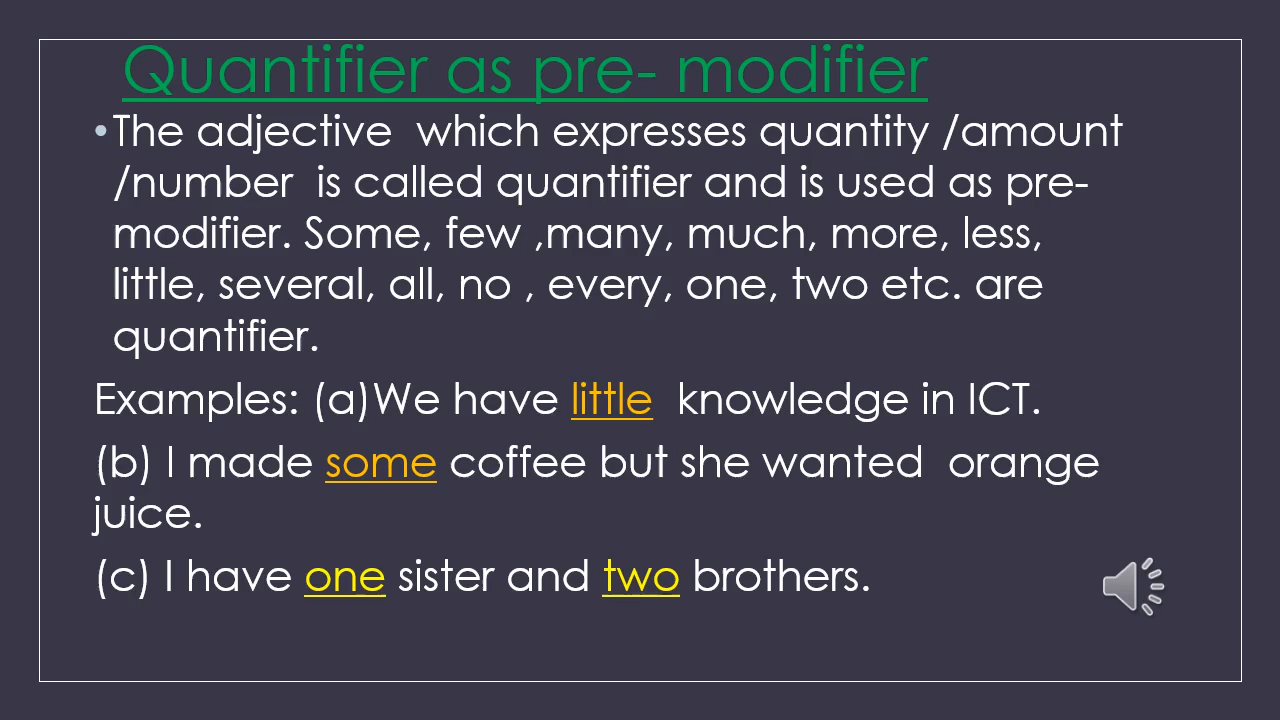 Quantifier as pre- modifier
•The adjective  which expresses quantity /amount
/number  is called quantifier and is used as pre-
modifier. Some, few ,many, much, more, less,
little, several, all, no , every, one, two etc. are
quantifier.
Examples: (a)We have little  knowledge in ICT.
(b) I made some coffee but she wanted  orange
juice.
(c) I have one sister and two brothers.